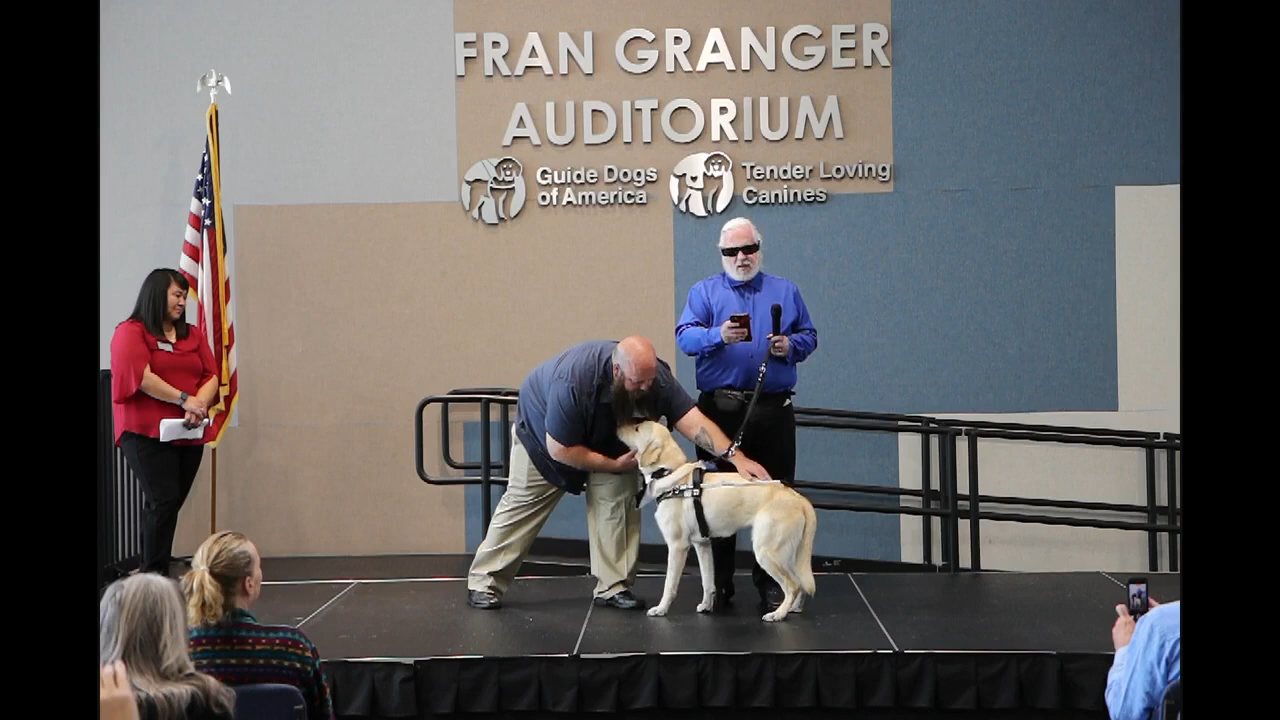 FRAN GRANGER
AUDITORIUM
Guide Dogs
of America
Tender Loving
Canines